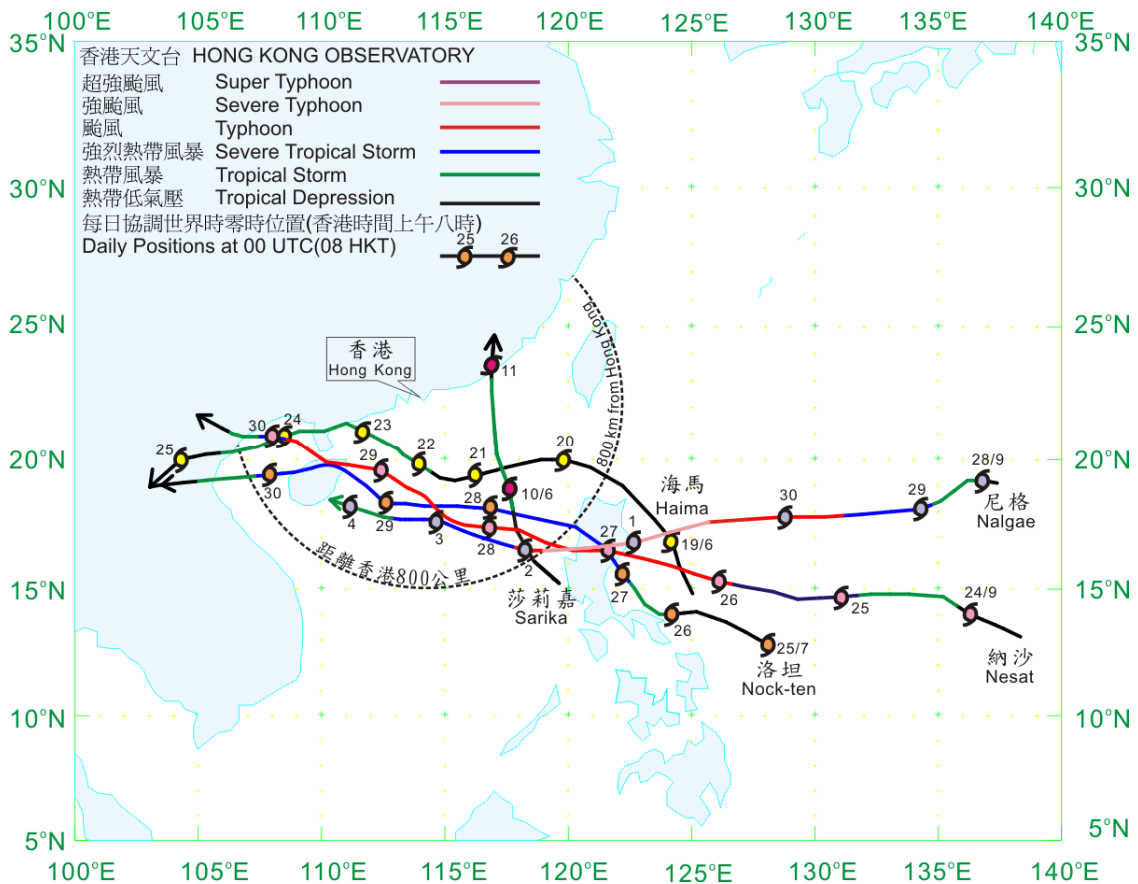 100°E 105°E 110°E 115°E 120°E 125°E 130°E 135°E 140°E
35°N 35°N
香港天文台 HONG KONG OBSERVATORY
超強颱風 Super Typhoon
強颱風 Severe Typhoon
颱風 Typhoon
強烈熱帶風暴 Severe Tropical Storm
熱帶風暴 Tropical Storm
熱帶低氣壓 Tropical Depression
30°N 30°N
每日協調世界時零時位置(香港時間上午八時)
Daily Positions at 00 UTC(08 HKT)
25 26
25°N 25°N
800 km from Hong Kong
香港
Hong Kong
11
30 24 23
25 22 21 20
20°N 20°N
29 28/9
30 29 28 10/6
海馬
Haima
30 29
尼格
Nalgae
4 3 28 2 27 1 19/6
距離香港800公里
27 26 25 24/9
15°N 15°N
莎莉嘉
Sarika
26 25/7
洛坦
Nock-ten
納沙
Nesat
10°N 10°N
5°N 5°N
100°E 105°E 110°E 115°E 120°E 125°E 130°E 135°E 140°E